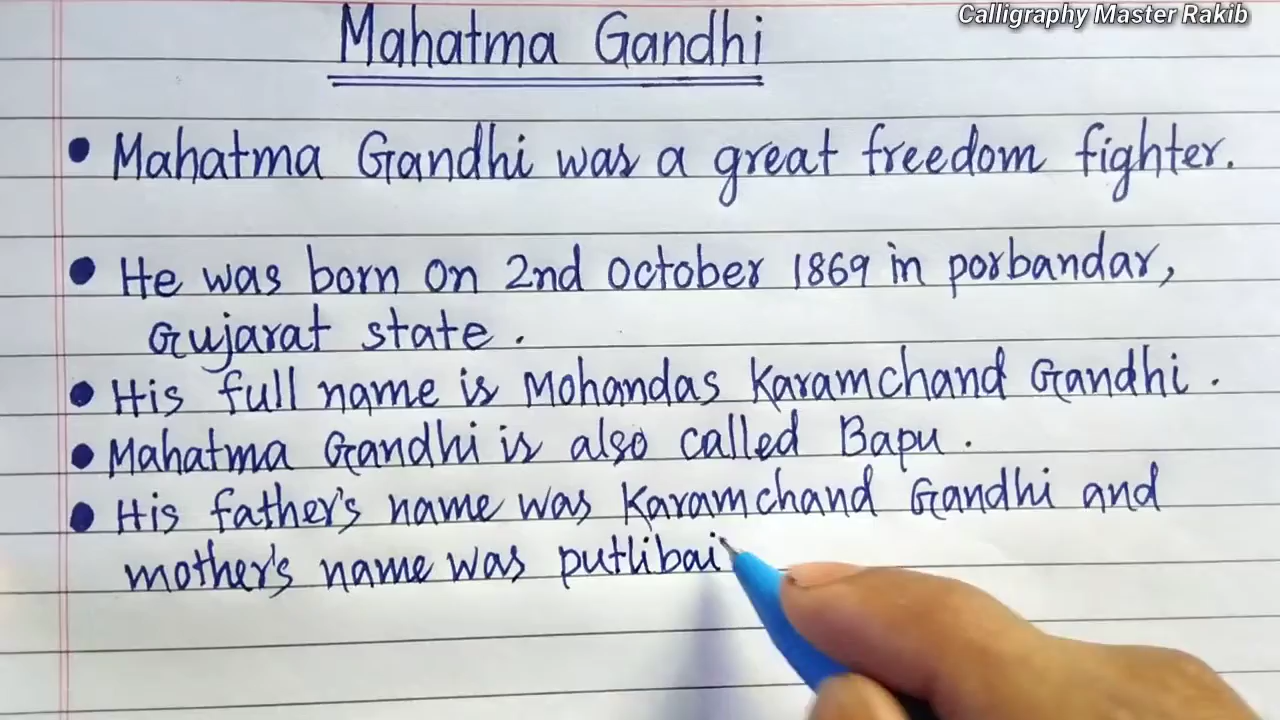 Calligraphy Master Rakib
Mahatma Gandhi
• Mahatma Gandhi was a great freedom fighter.
• He was born on 2nd october 1869 in porbandar,
Gujarat state.
• His full name is Mohandas Karamchand Gandhi.
• Mahatma Gandhi is also called Bapu.
• His father's name was Karamchand Gandhi and
mother's name was putlibai